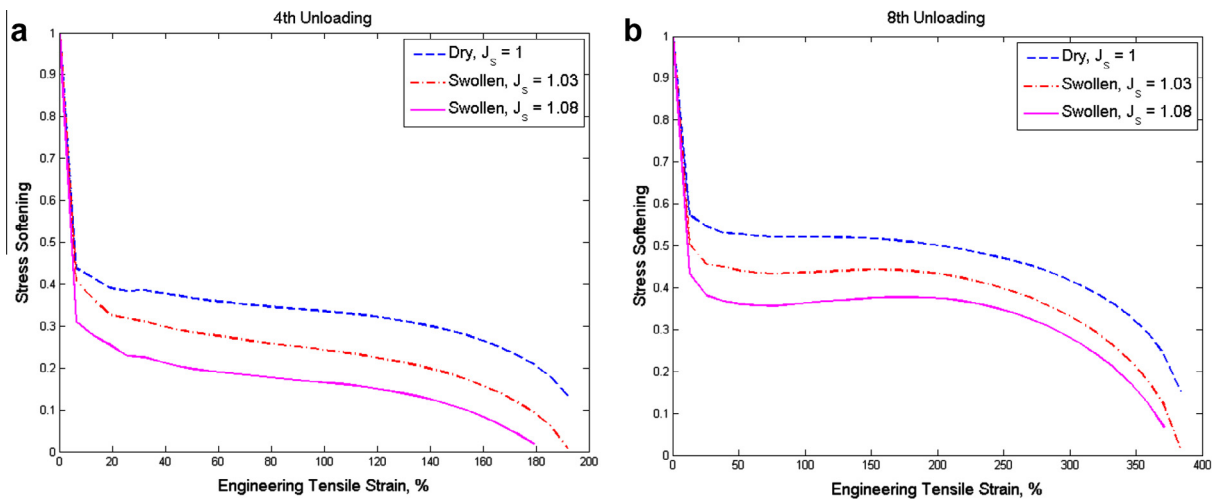 a
4th Unloading
Stress Softening
1
0.9
0.8
0.7
0.6
0.5
0.4
0.3
0.2
0.1
0
Dry, J_S = 1
Swollen, J_S = 1.03
Swollen, J_S = 1.08
0 20 40 60 80 100 120 140 160 180 200
Engineering Tensile Strain, %
b
8th Unloading
Stress Softening
1
0.9
0.8
0.7
0.6
0.5
0.4
0.3
0.2
0.1
0
Dry, J_S = 1
Swollen, J_S = 1.03
Swollen, J_S = 1.08
0 50 100 150 200 250 300 350 400
Engineering Tensile Strain, %